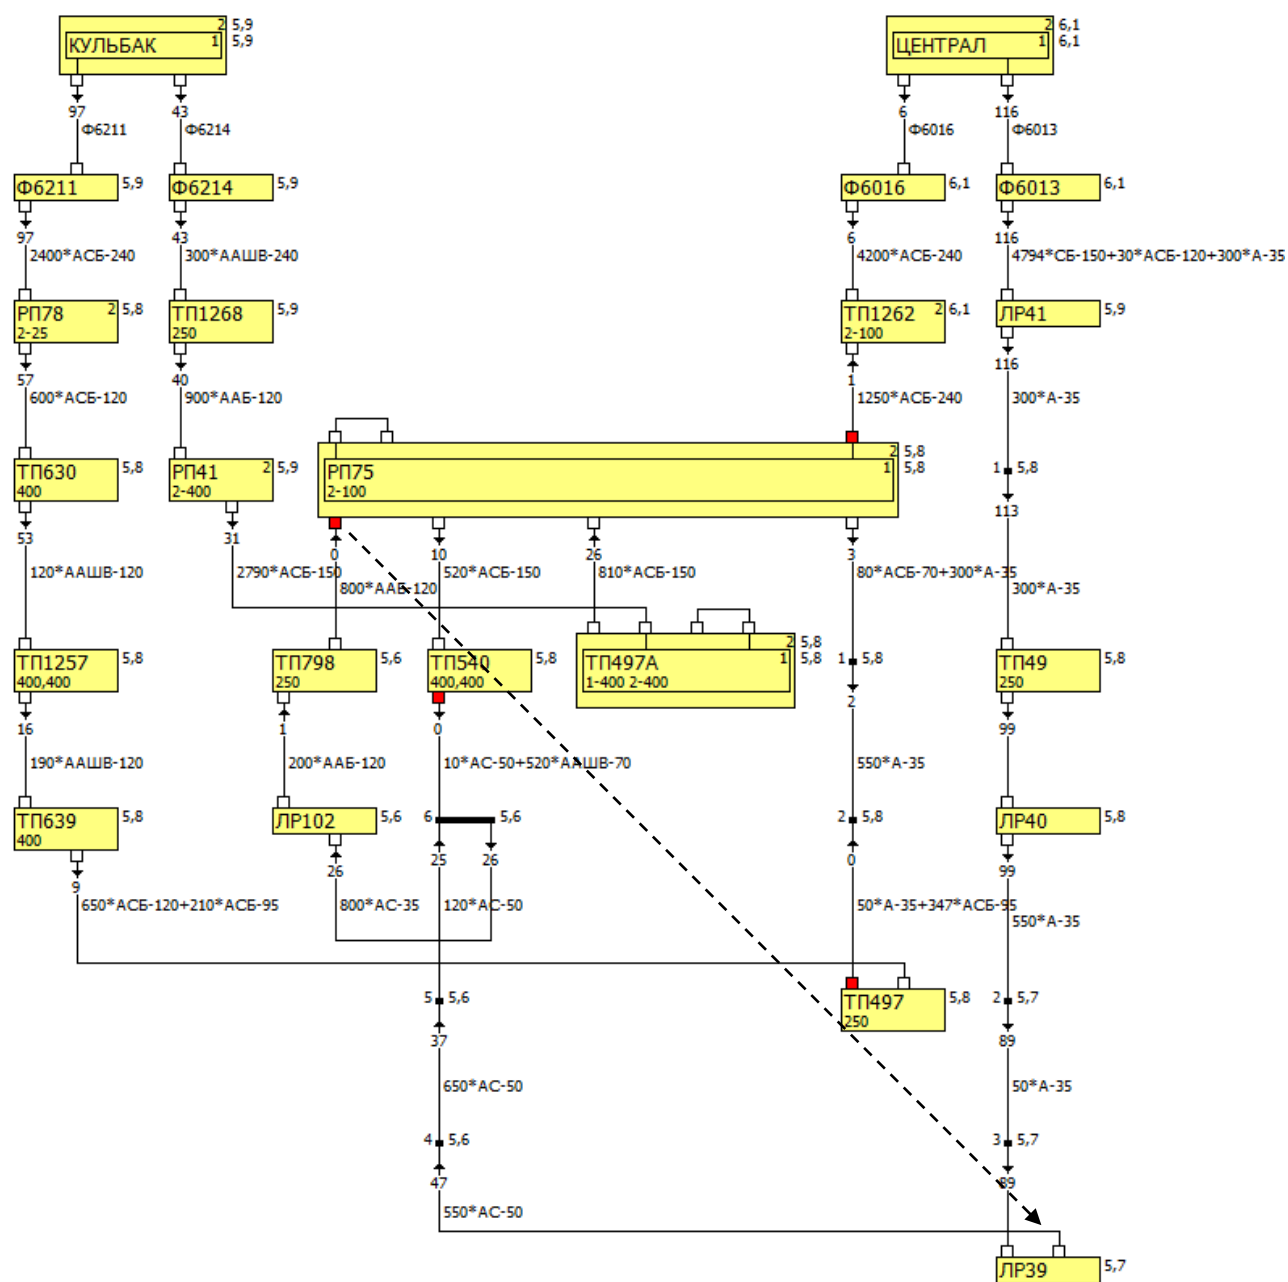 2 5,9
КУЛЬБАК 1 5,9
2 6,1
ЦЕНТРАЛ 1 6,1
97 43 6 116
Ф6211 Ф6214 Ф6016 Ф6013
Ф6211 5,9 Ф6214 5,9 Ф6016 6,1 Ф6013 6,1
97 43 6 116
2400*АСБ-240 300*ААШВ-240 4200*АСБ-240 4794*СБ-150+30*АСБ-120+300*А-35
РП78 2 5,8 ТП1268 5,9 ТП1262 2 6,1 ЛР41 5,9
2-25 250 2-100
116
57 40 1
600*АСБ-120 900*ААБ-120 1250*АСБ-240 300*А-35
2 5,8
ТП630 5,8 РП41 2 5,9 РП75 1 5,8 1 5,8
400 2-400 2-100
113
53 31 0 10 26 3
120*ААШВ-120 2790*АСБ-150 520*АСБ-150 810*АСБ-150 80*АСБ-70+300*А-35
800*ААБ-120 300*А-35
2 5,8
ТП1257 5,8 ТП798 5,6 ТП540 5,8 ТП497А 1 5,8 1 5,8 ТП49 5,8
400,400 250 400,400 1-400 2-400 250
2
16 1 0 99
190*ААШВ-120 200*ААБ-120 10*АС-50+520*ААШВ-70 550*А-35
ТП639 5,8 ЛР102 5,6 6 5,6 2 5,8 ЛР40 5,8
400
25 26 0
9 26 99
650*АСБ-120+210*АСБ-95 800*АС-35 120*АС-50 50*А-35+347*АСБ-95
550*А-35
5 5,6 ТП497 5,8 2 5,7
250
37 89
650*АС-50 50*А-35
4 5,6 3 5,7
47 89
550*АС-50
ЛР39 5,7